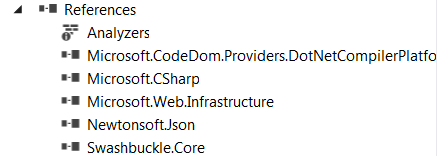 References
Analyzers
Microsoft.CodeDom.Providers.DotNetCompilerPlatfo
Microsoft.CSharp
Microsoft.Web.Infrastructure
Newtonsoft.Json
Swashbuckle.Core